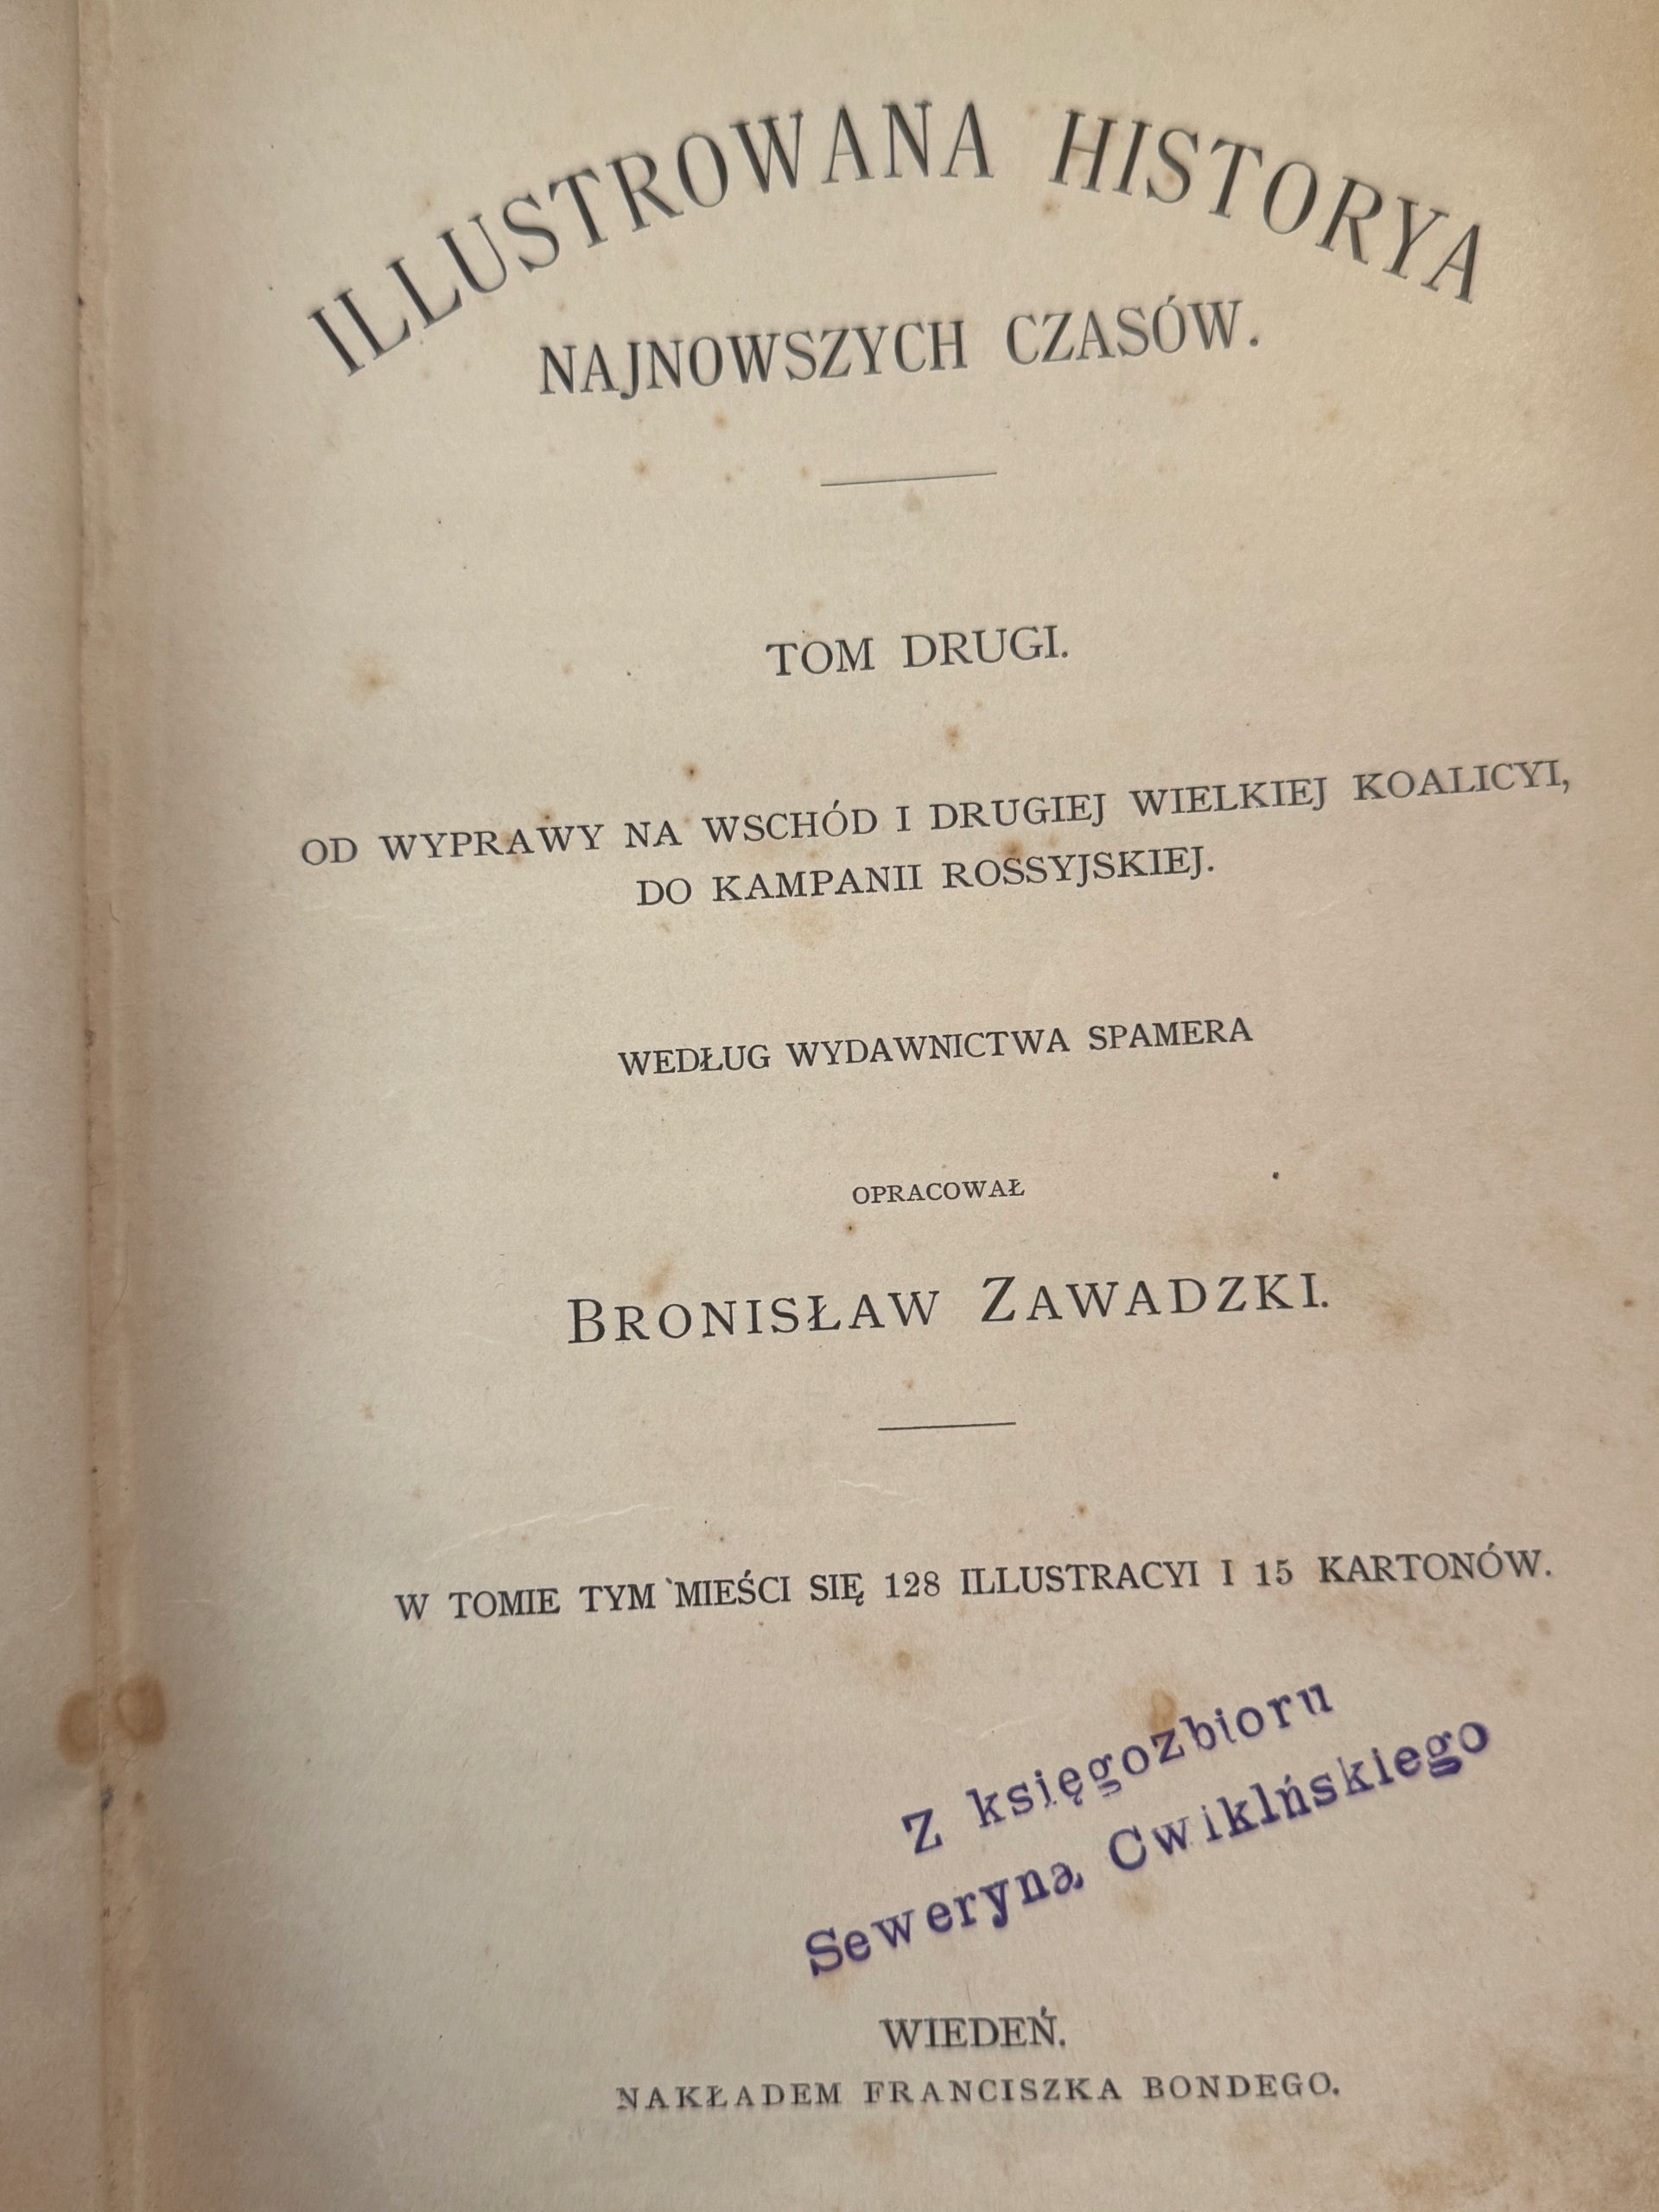 ILLUSTROWANA HISTORYA
NAJNOWSZYCH CZASÓW.
TOM DRUGI.
OD WYPRAWY NA WSCHÓD I DRUGIEJ WIELKIEJ KOALICYI,
DO KAMPANII ROSSYJSKIEJ.
WEDŁUG WYDAWNICTWA SPAMERA
OPRACOWAŁ
BRONISŁAW ZAWADZKI.
W TOMIE TYM MIEŚCI SIĘ 128 ILLUSTRACYI I 15 KARTONÓW.
Z księgozbioru
Seweryna Cwiklńskiego
WIEDEŃ.
NAKŁADEM FRANCISZKA BONDEGO.